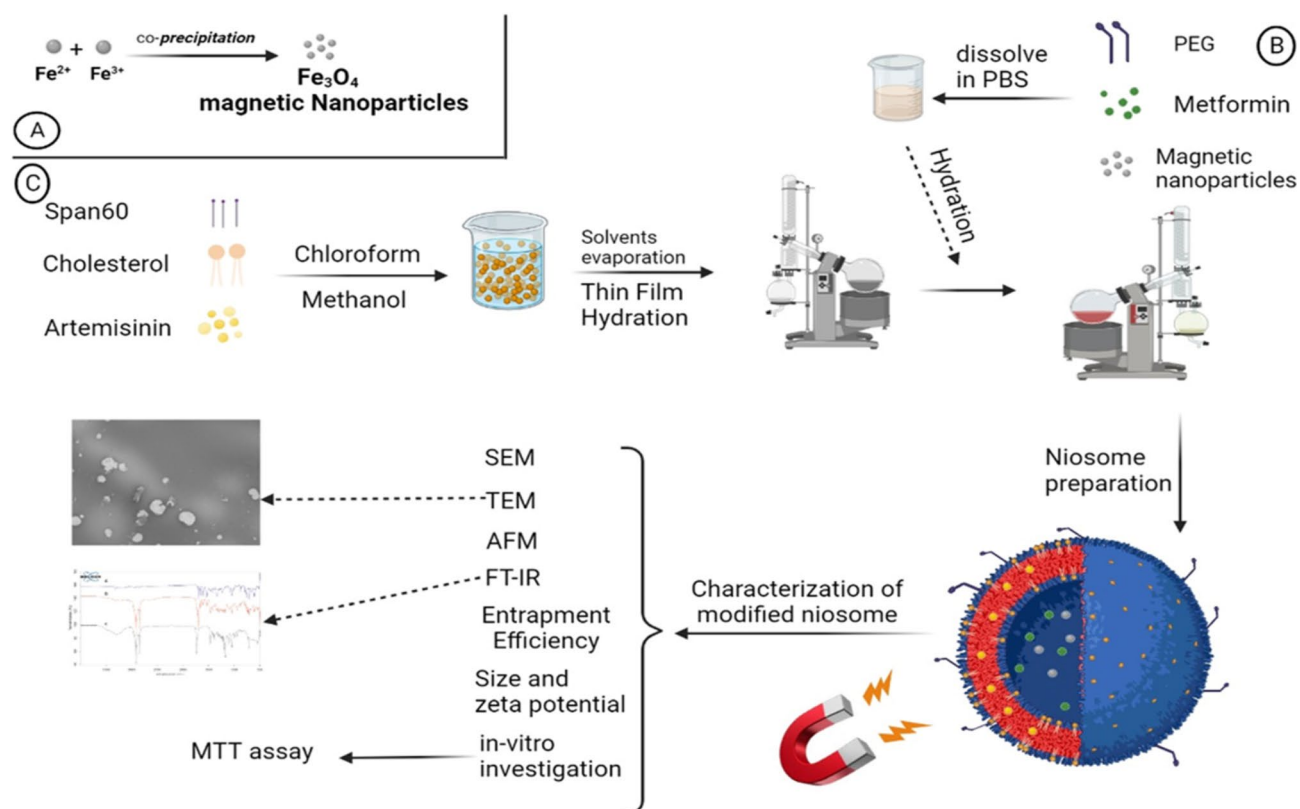 co-precipitation
Fe2+ + Fe3+
Fe3O4
magnetic Nanoparticles
A
B
dissolve
in PBS
PEG
Metformin
Magnetic
nanoparticles
Hydration
C
Span60
Cholesterol
Artemisinin
Chloroform
Methanol
Solvents
evaporation
Thin Film
Hydration
Niosome
preparation
Characterization of
modified niosome
SEM
TEM
AFM
FT-IR
Entrapment
Efficiency
Size and
zeta potential
in-vitro
investigation
MTT assay